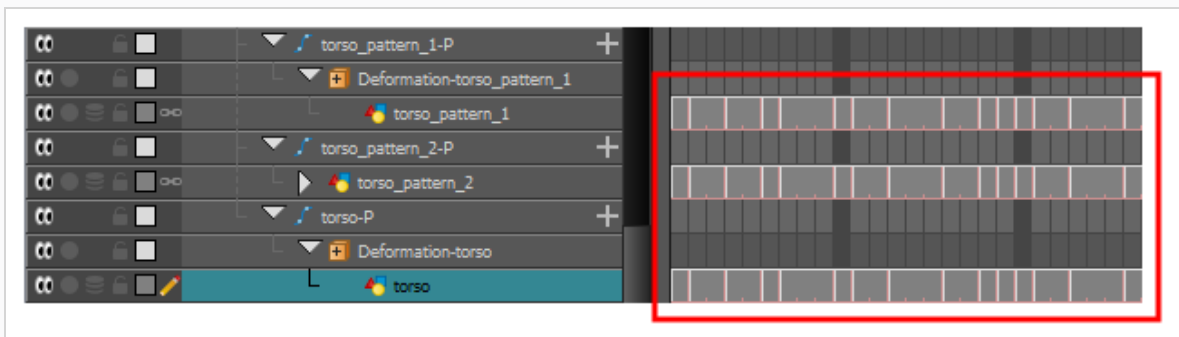 torso_pattern_1-P
Deformation-torso_pattern_1
torso_pattern_1
torso_pattern_2-P
torso_pattern_2
torso-P
Deformation-torso
torso